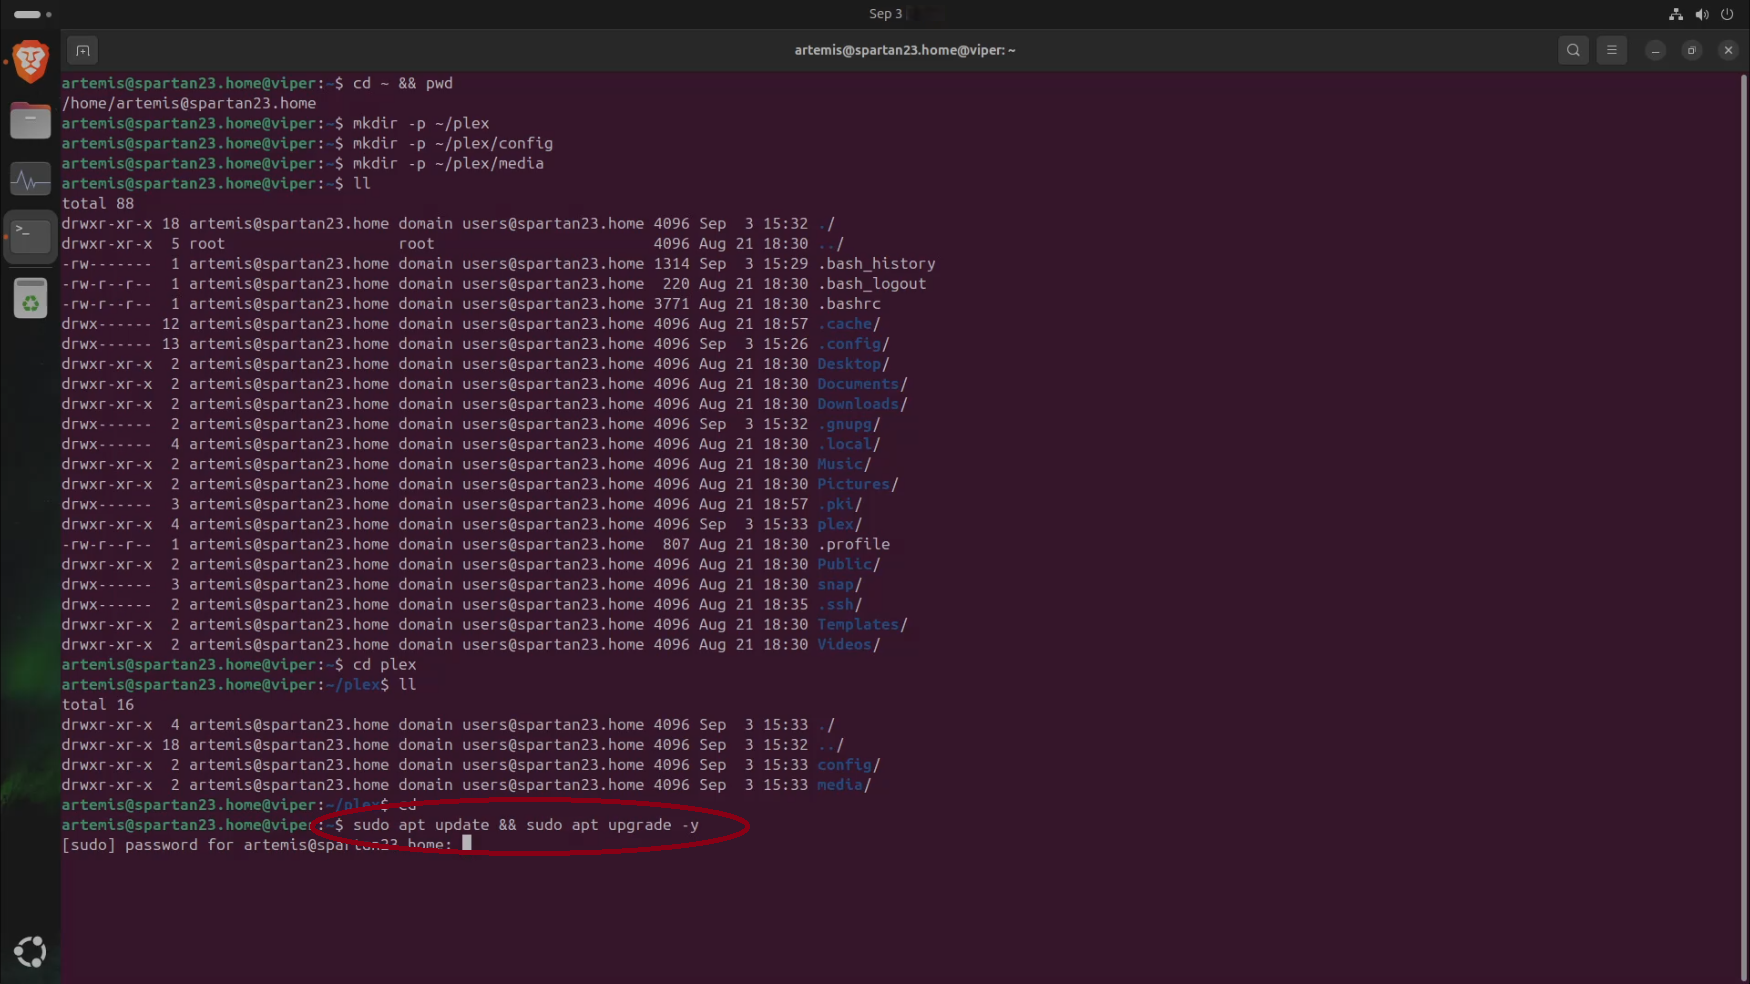 Sep 3
artemis@spartan23.home@viper: ~
artemis@spartan23.home@viper:~$ cd ~ && pwd
/home/artemis@spartan23.home
artemis@spartan23.home@viper:~$ mkdir -p ~/plex
artemis@spartan23.home@viper:~$ mkdir -p ~/plex/config
artemis@spartan23.home@viper:~$ mkdir -p ~/plex/media
artemis@spartan23.home@viper:~$ ll
total 88
drwxr-xr-x 18 artemis@spartan23.home domain users@spartan23.home 4096 Sep  3 15:32 ./
drwxr-xr-x  5 root                   root                        4096 Aug 21 18:30 ../
-rw-------  1 artemis@spartan23.home domain users@spartan23.home 1314 Sep  3 15:29 .bash_history
-rw-r--r--  1 artemis@spartan23.home domain users@spartan23.home  220 Aug 21 18:30 .bash_logout
-rw-r--r--  1 artemis@spartan23.home domain users@spartan23.home 3771 Aug 21 18:30 .bashrc
drwx------ 12 artemis@spartan23.home domain users@spartan23.home 4096 Aug 21 18:57 .cache/
drwx------ 13 artemis@spartan23.home domain users@spartan23.home 4096 Sep  3 15:26 .config/
drwxr-xr-x  2 artemis@spartan23.home domain users@spartan23.home 4096 Aug 21 18:30 Desktop/
drwxr-xr-x  2 artemis@spartan23.home domain users@spartan23.home 4096 Aug 21 18:30 Documents/
drwxr-xr-x  2 artemis@spartan23.home domain users@spartan23.home 4096 Aug 21 18:30 Downloads/
drwx------  2 artemis@spartan23.home domain users@spartan23.home 4096 Sep  3 15:32 .gnupg/
drwx------  4 artemis@spartan23.home domain users@spartan23.home 4096 Aug 21 18:30 .local/
drwxr-xr-x  2 artemis@spartan23.home domain users@spartan23.home 4096 Aug 21 18:30 Music/
drwxr-xr-x  2 artemis@spartan23.home domain users@spartan23.home 4096 Aug 21 18:30 Pictures/
drwx------  3 artemis@spartan23.home domain users@spartan23.home 4096 Aug 21 18:57 .pki/
drwxr-xr-x  4 artemis@spartan23.home domain users@spartan23.home 4096 Sep  3 15:33 plex/
-rw-r--r--  1 artemis@spartan23.home domain users@spartan23.home  807 Aug 21 18:30 .profile
drwxr-xr-x  2 artemis@spartan23.home domain users@spartan23.home 4096 Aug 21 18:30 Public/
drwx------  3 artemis@spartan23.home domain users@spartan23.home 4096 Aug 21 18:30 snap/
drwx------  2 artemis@spartan23.home domain users@spartan23.home 4096 Aug 21 18:35 .ssh/
drwxr-xr-x  2 artemis@spartan23.home domain users@spartan23.home 4096 Aug 21 18:30 Templates/
drwxr-xr-x  2 artemis@spartan23.home domain users@spartan23.home 4096 Aug 21 18:30 Videos/
artemis@spartan23.home@viper:~$ cd plex
artemis@spartan23.home@viper:~/plex$ ll
total 16
drwxr-xr-x  4 artemis@spartan23.home domain users@spartan23.home 4096 Sep  3 15:33 ./
drwxr-xr-x 18 artemis@spartan23.home domain users@spartan23.home 4096 Sep  3 15:32 ../
drwxr-xr-x  2 artemis@spartan23.home domain users@spartan23.home 4096 Sep  3 15:33 config/
drwxr-xr-x  2 artemis@spartan23.home domain users@spartan23.home 4096 Sep  3 15:33 media/
artemis@spartan23.home@viper:~/plex$ cd
artemis@spartan23.home@viper:~$ sudo apt update && sudo apt upgrade -y
[sudo] password for artemis@spartan23.home: